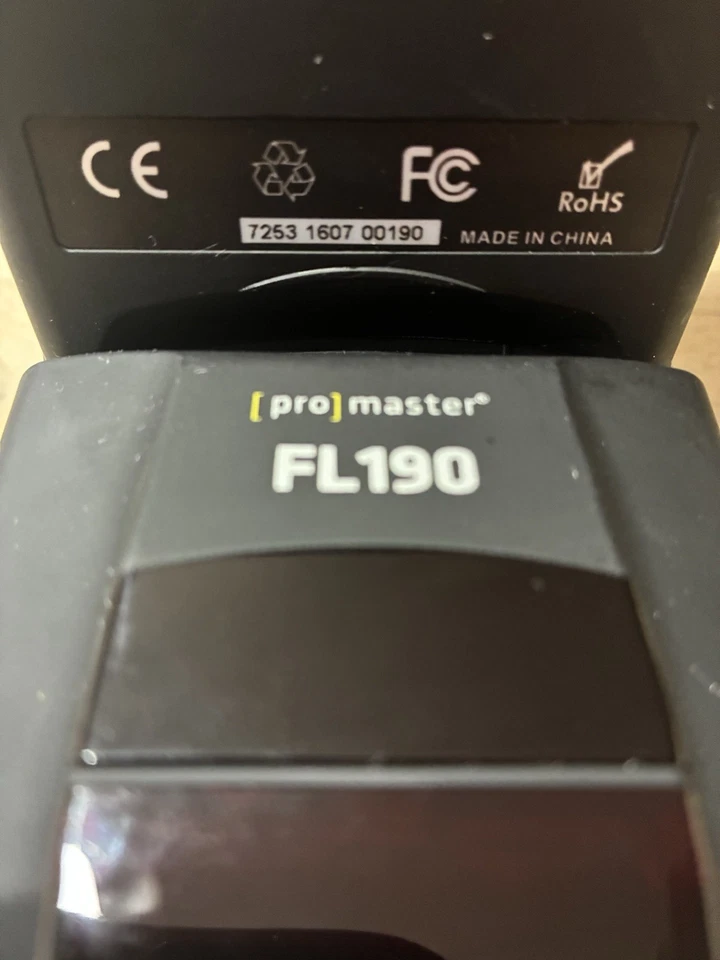 CE FC RoHS
7253 1607 00190 MADE IN CHINA
[pro]master®
FL190